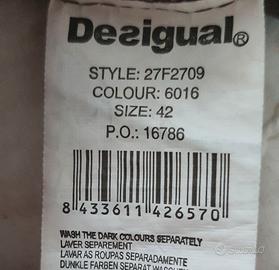 Desigual®
STYLE: 27F2709
COLOUR: 6016
SIZE: 42
P.O.: 16786
8 433611 426570
WASH THE DARK COLOURS SEPARATELY
LAVER SEPAREMENT
LAVAR AS ROUPAS SEPARADAMENTE
DUNKLE FARBEN SEPARAT
subito